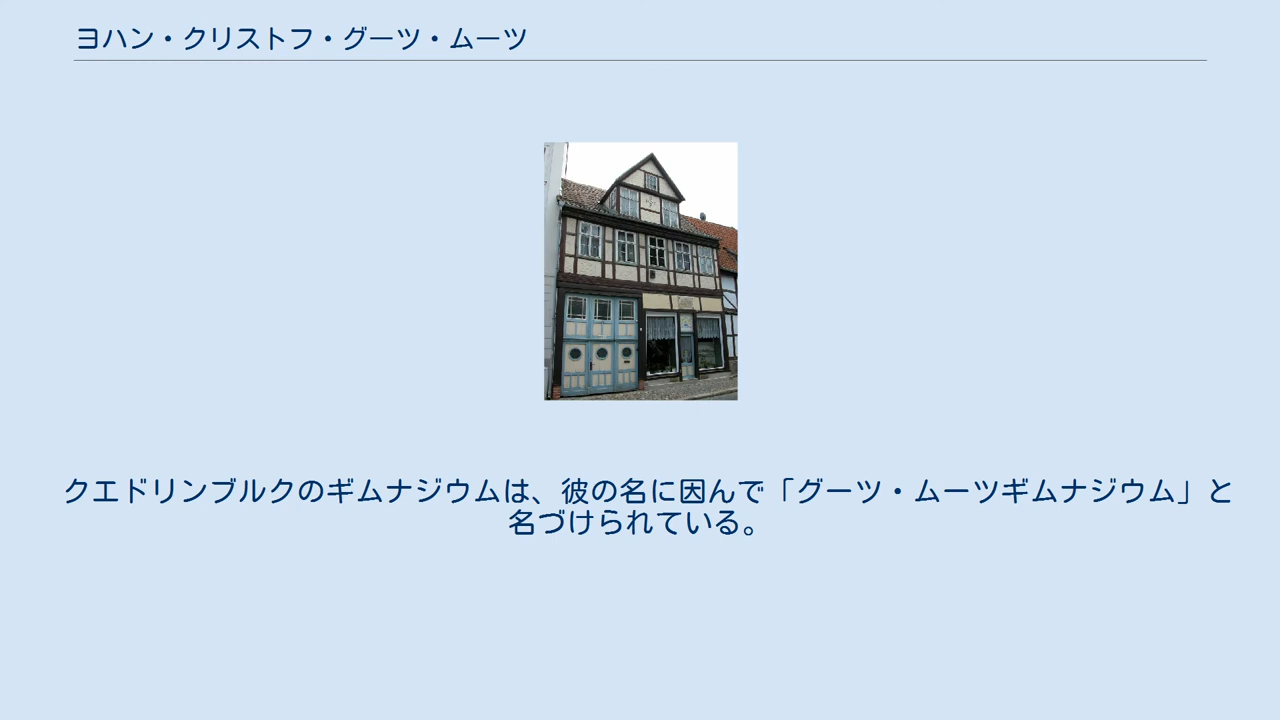 ヨハン・クリストフ・グーツ・ムーツ
クエドリンブルクのギムナジウムは、彼の名に因んで「グーツ・ムーツギムナジウム」と
名づけられている。